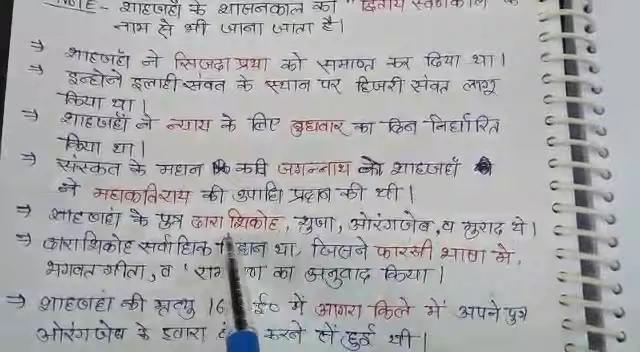 NOTE - शाहजहाँ के शासनकाल को "द्वितीय स्वर्णकाल" के
नाम से भी जाना जाता है।
⇒ शाहजहाँ ने सिजदा प्रथा को समाप्त कर दिया था।
⇒ इन्होने इलाही संवत के स्थान पर हिजरी संवत लागू
किया था।
⇒ शाहजहाँ ने न्याय के लिए बुधवार का दिन निर्धारित
किया था।
⇒ संस्कत के महान कवि जगन्नाथ को शाहजहाँ
ने महाकविराय की उपाधि प्रदान की थी।
⇒ शाहजहां के पुत्र दारा शिकोह, शुजा, औरंगजेब, व मुराद थे।
⇒ दाराशिकोह सर्वाधिक था, जिसने फारसी भाषा मे,
भगवत गीता, व का अनुवाद किया।
⇒ शाहजहां की मृत्यु ई० में आगरा किले में अपने पुत्र
औरंगजेब के द्वारा करने से हुई थी।